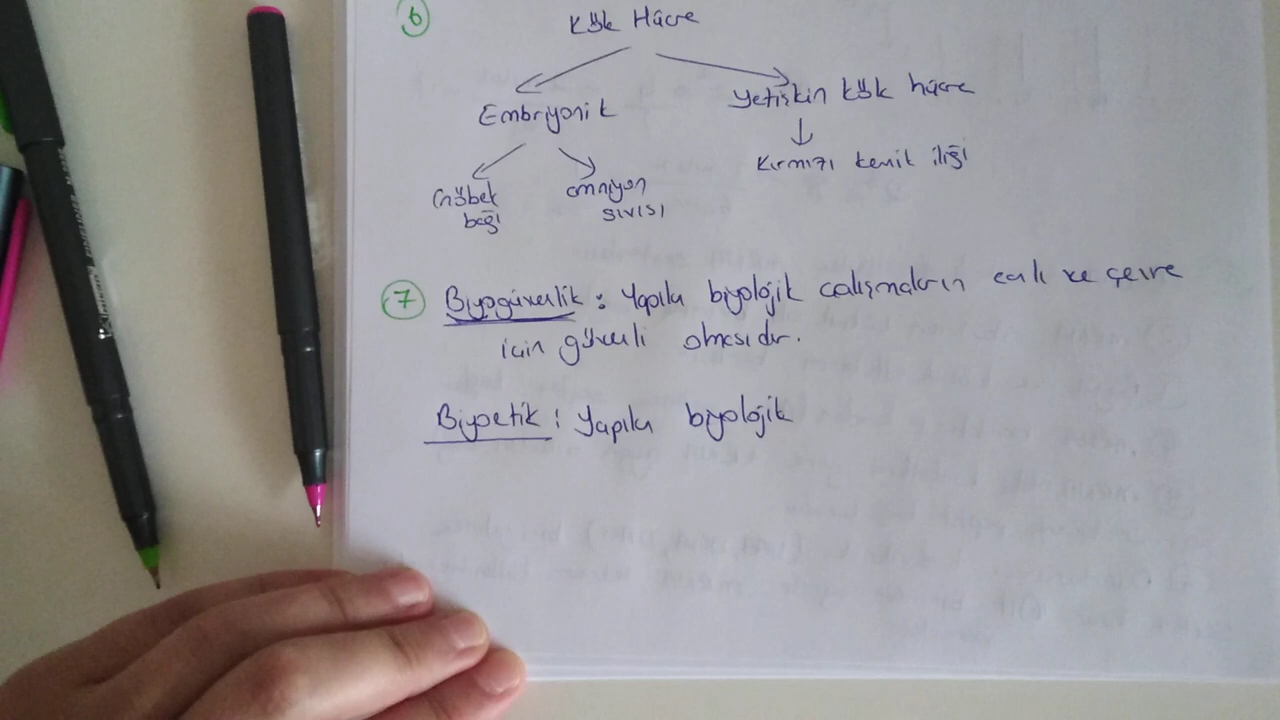 6
Kök Hücre
Embriyonik
Yetişkin kök hücre
Kırmızı kemik iliği
Göbek bağı
amniyon sıvısı
7 Biyogüvenlik : Yapılan biyolojik çalışmaların canlı ve çevre
için güvenli olmasıdır.
Biyoetik : Yapılan biyolojik